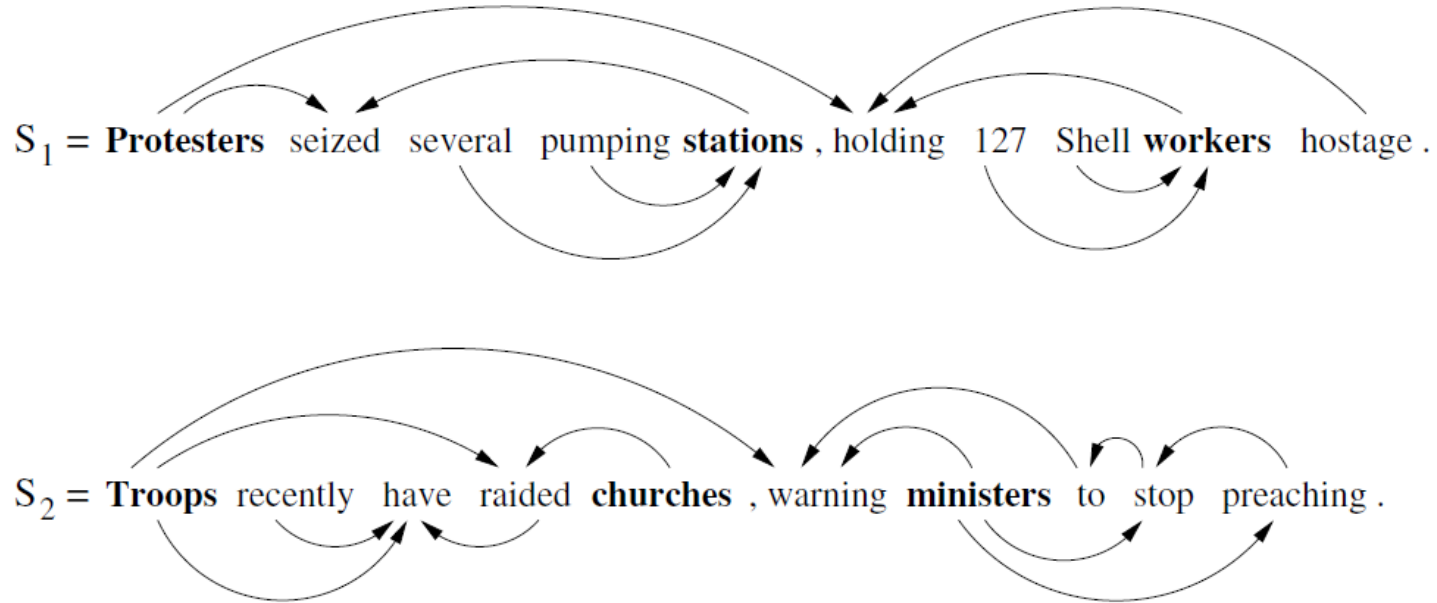 S1 = Protesters seized several pumping stations , holding 127 Shell workers hostage .
S2 = Troops recently have raided churches , warning ministers to stop preaching .